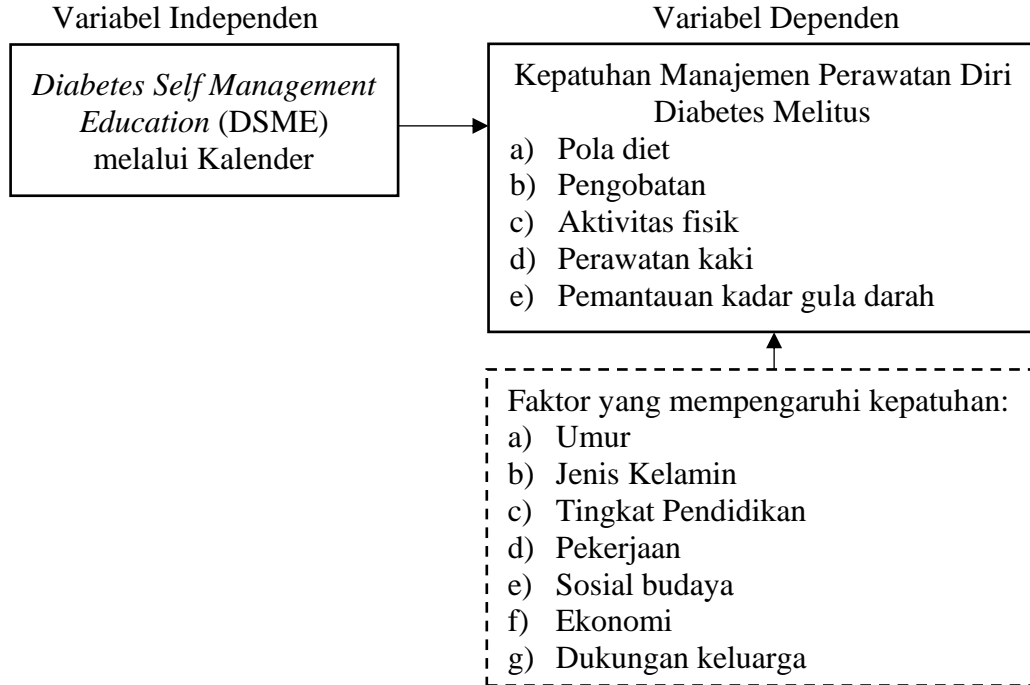 Variabel Independen
Variabel Dependen
Diabetes Self Management
Education (DSME)
melalui Kalender
Kepatuhan Manajemen Perawatan Diri
Diabetes Melitus
a) Pola diet
b) Pengobatan
c) Aktivitas fisik
d) Perawatan kaki
e) Pemantauan kadar gula darah
Faktor yang mempengaruhi kepatuhan:
a) Umur
b) Jenis Kelamin
c) Tingkat Pendidikan
d) Pekerjaan
e) Sosial budaya
f) Ekonomi
g) Dukungan keluarga